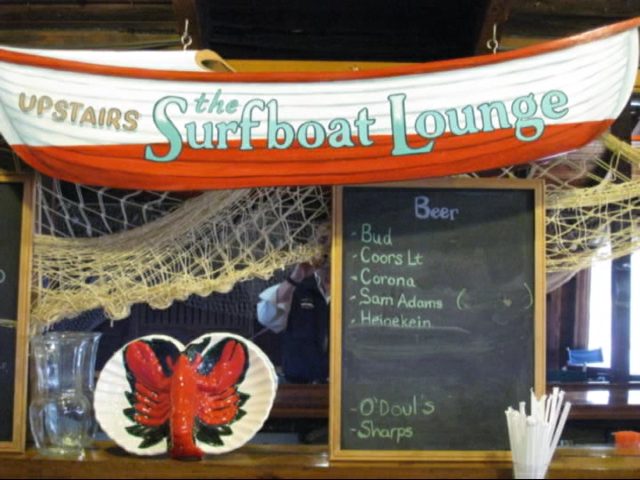 UPSTAIRS the
Surfboat Lounge
Beer
- Bud
- Coors Lt
- Corona
- Sam Adams (
- Heinekein
- O'Doul's
- Sharps